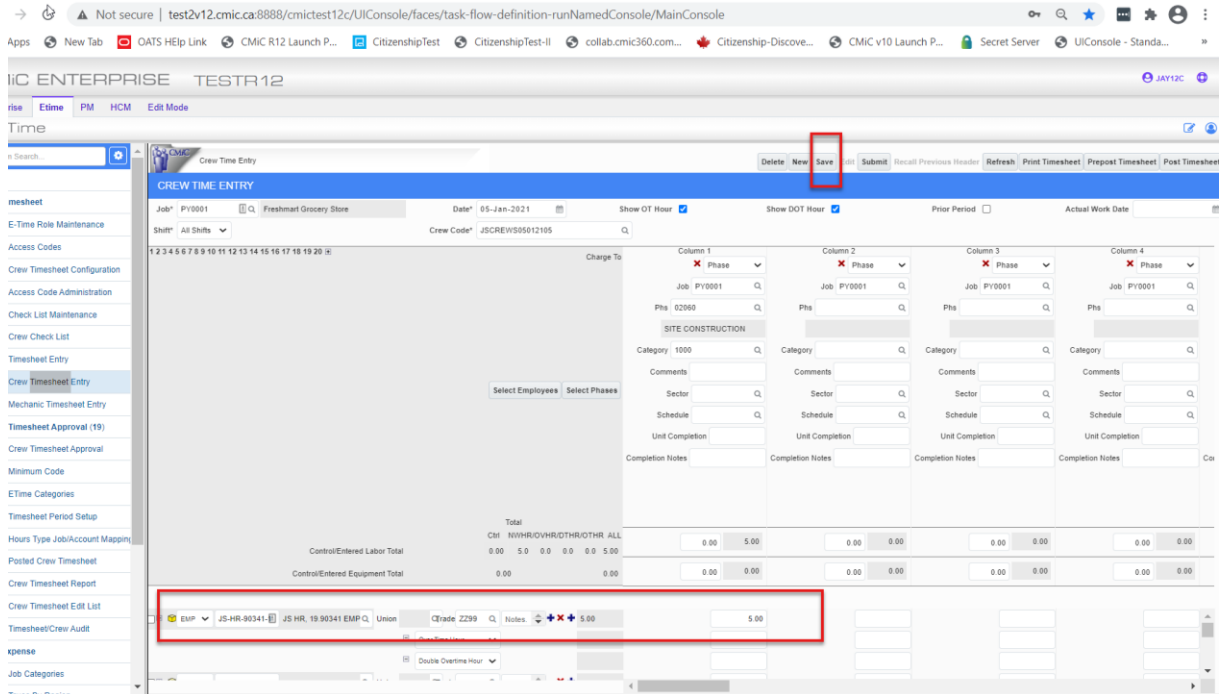 Not secure | test2v12.cmic.ca:8888/cmictest12c/UIConsole/faces/task-flow-definition-runNamedConsole/MainConsole
Apps New Tab OATS HElp Link CMiC R12 Launch P... CitizenshipTest CitizenshipTest-II collab.cmic360.com... Citizenship-Discove... CMiC v10 Launch P... Secret Server UIConsole - Standa... »
MiC ENTERPRISE TESTR12 JAY12C
rise Etime PM HCM Edit Mode
Time
n Search...
CMiC Crew Time Entry Delete New Save Edit Submit Recall Previous Header Refresh Print Timesheet Prepost Timesheet Post Timesheet
CREW TIME ENTRY
Job* PY0001 Freshmart Grocery Store Date* 05-Jan-2021 Show OT Hour Show DOT Hour Prior Period Actual Work Date
Shift* All Shifts Crew Code* JSCREWS05012105
mesheet
E-Time Role Maintenance
Access Codes
Crew Timesheet Configuration
Access Code Administration
Check List Maintenance
Crew Check List
Timesheet Entry
Crew Timesheet Entry
Mechanic Timesheet Entry
Timesheet Approval (19)
Crew Timesheet Approval
Minimum Code
ETime Categories
Timesheet Period Setup
Hours Type Job/Account Mapping
Posted Crew Timesheet
Crew Timesheet Report
Crew Timesheet Edit List
Timesheet/Crew Audit
xpense
Job Categories
1 2 3 4 5 6 7 8 9 10 11 12 13 14 15 16 17 18 19 20 Charge To
Column 1 Column 2 Column 3 Column 4
Phase Phase Phase Phase
Job PY0001 Job PY0001 Job PY0001 Job PY0001
Phs 02060 Phs Phs Phs
SITE CONSTRUCTION
Category 1000 Category Category Category
Comments Comments Comments Comments
Select Employees Select Phases Sector Sector Sector Sector
Schedule Schedule Schedule Schedule
Unit Completion Unit Completion Unit Completion Unit Completion
Completion Notes Completion Notes Completion Notes Completion Notes
Total
Ctrl NWHR/OVHR/DTHR/OTHR ALL
Control/Entered Labor Total 0.00 5.0 0.0 0.0 0.0 5.00 0.00 5.00 0.00 0.00 0.00 0.00 0.00 0.00
Control/Entered Equipment Total 0.00 0.00 0.00 0.00 0.00 0.00 0.00 0.00 0.00 0.00
EMP JS-HR-90341- JS HR, 19.90341 EMP Union Trade ZZ99 Notes. 5.00 5.00
Double Overtime Hour